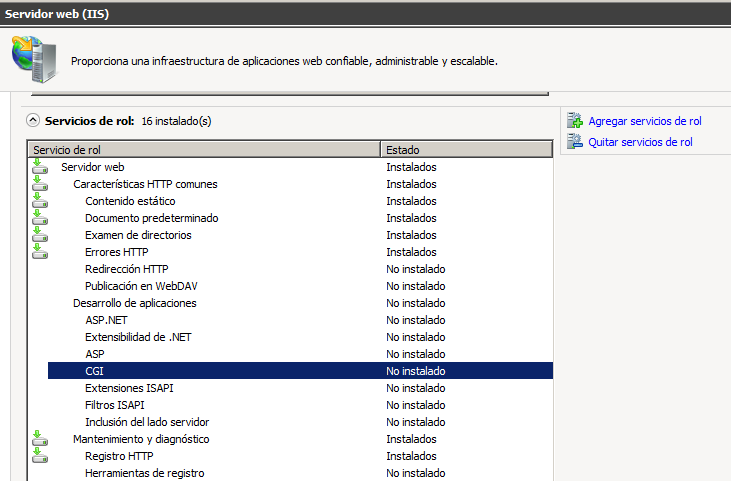 Servidor web (IIS)
Proporciona una infraestructura de aplicaciones web confiable, administrable y escalable.
Servicios de rol: 16 instalado(s)
Agregar servicios de rol
Quitar servicios de rol
Servicio de rol Estado
Servidor web Instalados
Características HTTP comunes Instalados
Contenido estático Instalados
Documento predeterminado Instalados
Examen de directorios Instalados
Errores HTTP Instalados
Redirección HTTP No instalado
Publicación en WebDAV No instalado
Desarrollo de aplicaciones No instalado
ASP.NET No instalado
Extensibilidad de .NET No instalado
ASP No instalado
CGI No instalado
Extensiones ISAPI No instalado
Filtros ISAPI No instalado
Inclusión del lado servidor No instalado
Mantenimiento y diagnóstico Instalados
Registro HTTP Instalados
Herramientas de registro No instalado